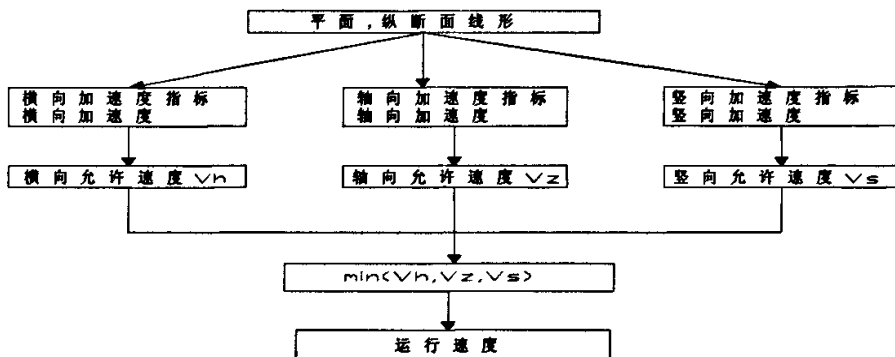 平面,纵断面线形
横向加速度指标
横向加速度
轴向加速度指标
轴向加速度
竖向加速度指标
竖向加速度
横向允许速度Vh
轴向允许速度Vz
竖向允许速度Vs
min(Vh,Vz,Vs)
运行速度